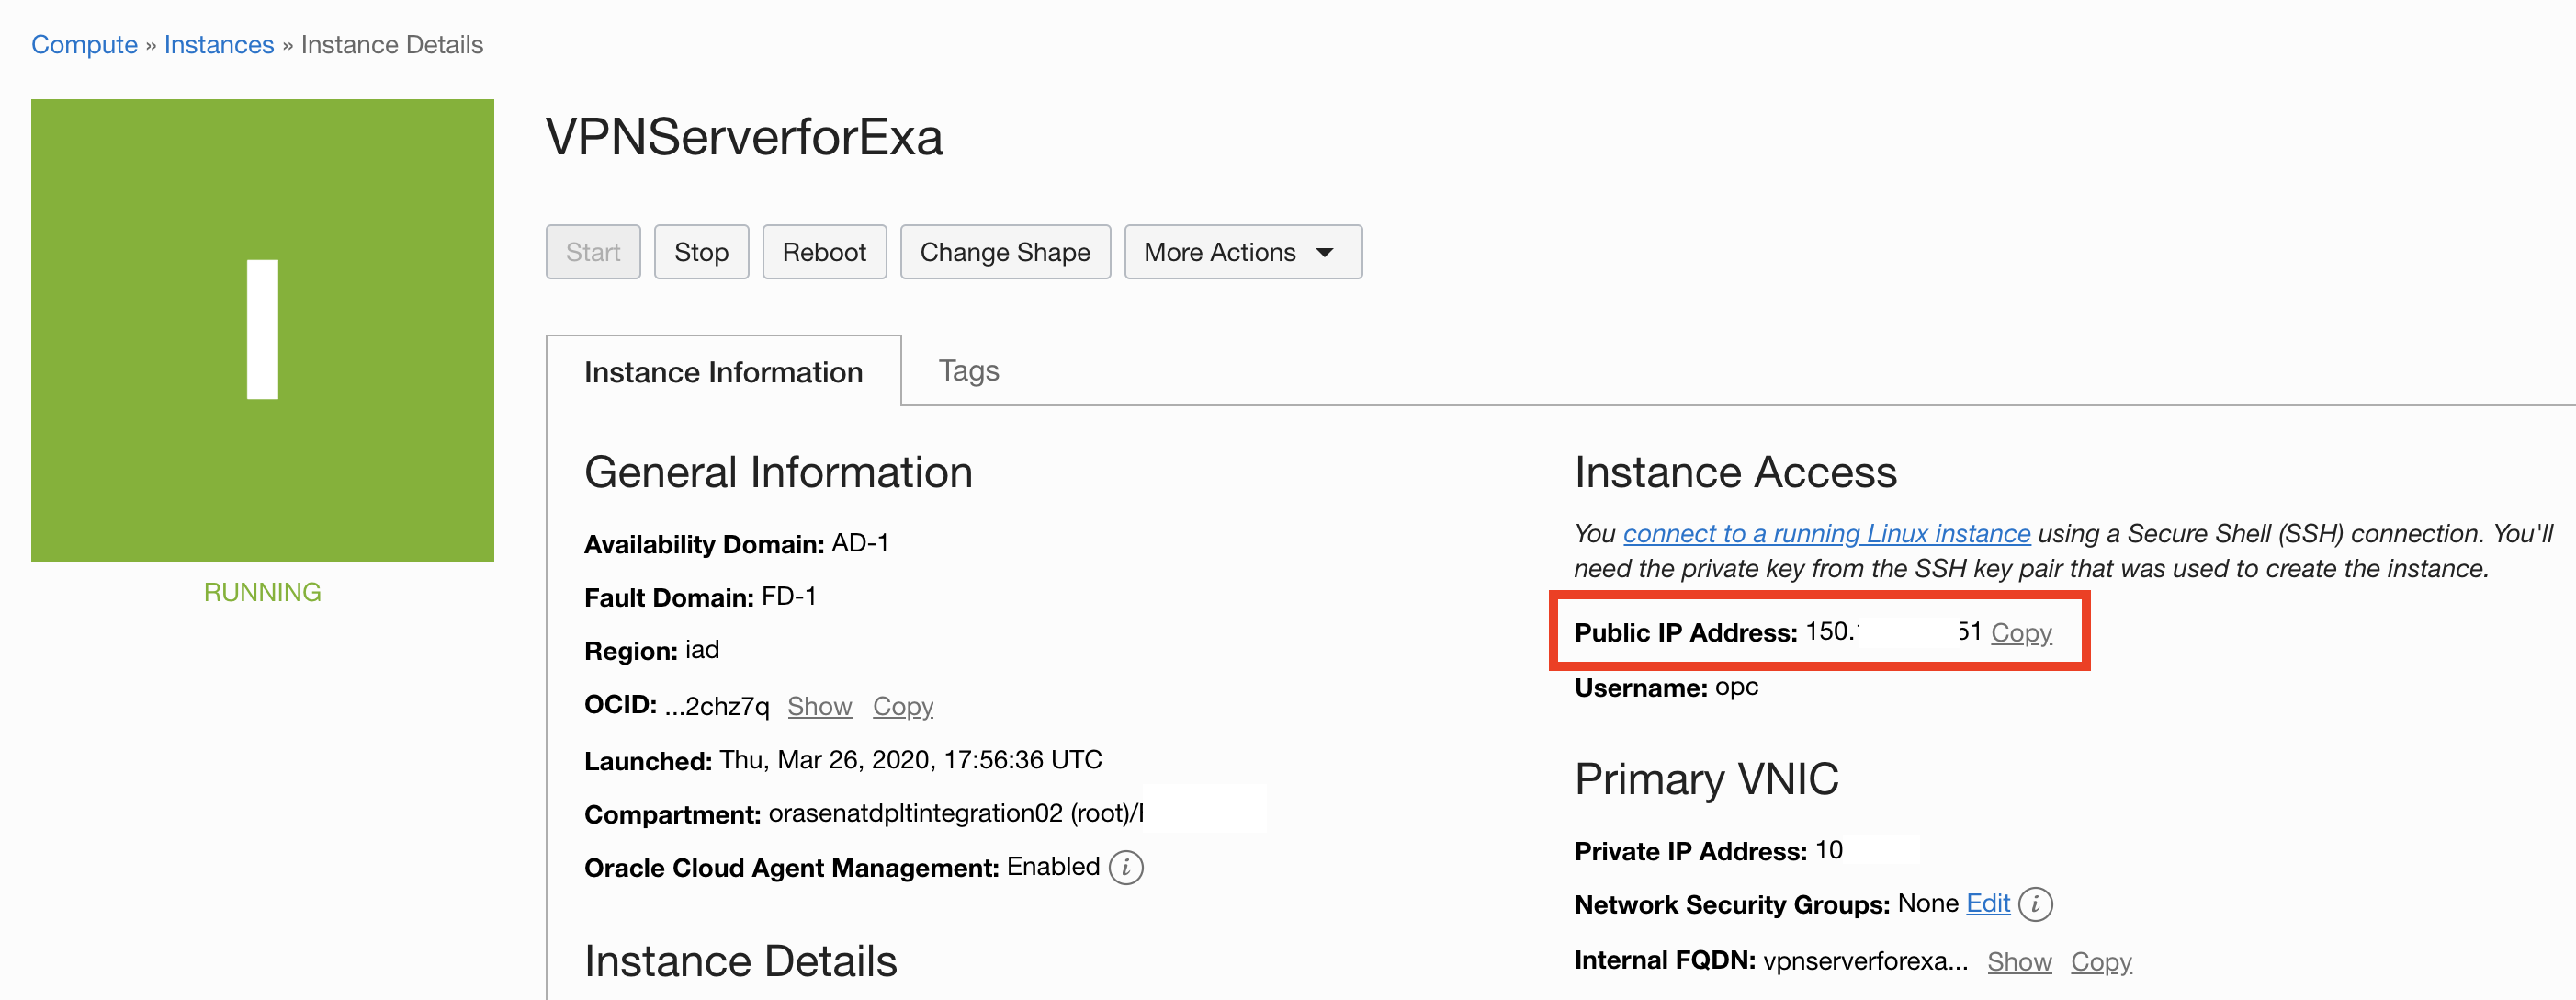 Compute » Instances » Instance Details
I
RUNNING
VPNServerforExa
Start Stop Reboot Change Shape More Actions
Instance Information Tags
General Information
Availability Domain: AD-1
Fault Domain: FD-1
Region: iad
OCID: ...2chz7q Show Copy
Launched: Thu, Mar 26, 2020, 17:56:36 UTC
Compartment: orasenatdpltintegration02 (root)/
Oracle Cloud Agent Management: Enabled i
Instance Details
Instance Access
You connect to a running Linux instance using a Secure Shell (SSH) connection. You'll
need the private key from the SSH key pair that was used to create the instance.
Public IP Address: 150. 51 Copy
Username: opc
Primary VNIC
Private IP Address: 10
Network Security Groups: None Edit i
Internal FQDN: vpnserverforexa... Show Copy